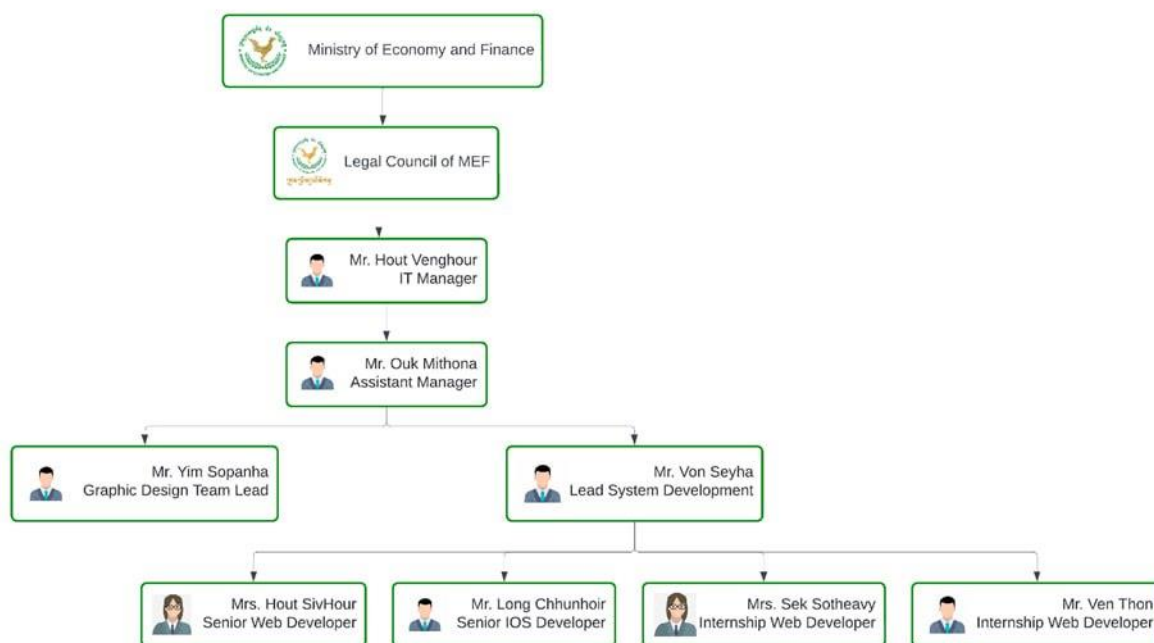 Ministry of Economy and Finance
Legal Council of MEF
Mr. Hout Venghour
IT Manager
Mr. Ouk Mithona
Assistant Manager
Mr. Yim Sopanha
Graphic Design Team Lead
Mr. Von Seyha
Lead System Development
Mrs. Hout SivHour
Senior Web Developer
Mr. Long Chhunhoir
Senior IOS Developer
Mrs. Sek Sotheavy
Internship Web Developer
Mr. Ven Thon
Internship Web Developer